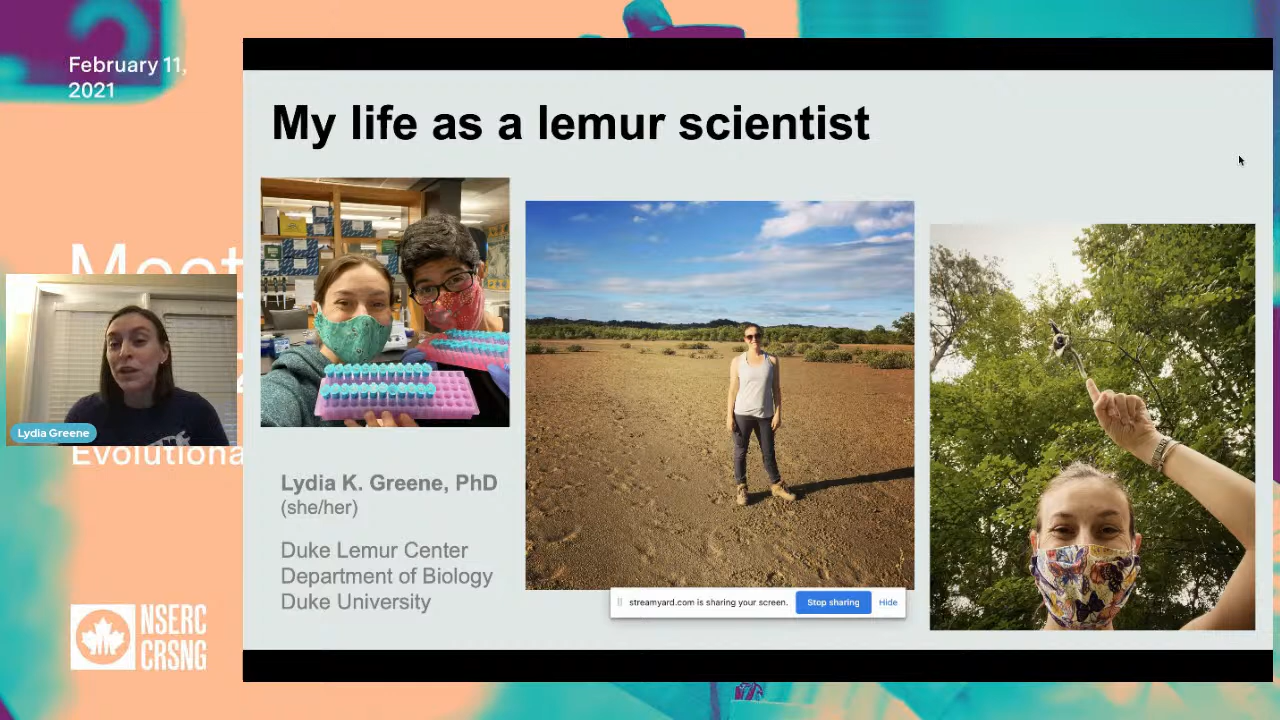 February 11,
2021
My life as a lemur scientist
Meet
Lydia Greene
Evolutiona
Lydia K. Greene, PhD
(she/her)
Duke Lemur Center
Department of Biology
Duke University
streamyard.com is sharing your screen.
Stop sharing
Hide
NSERC
CRSNG